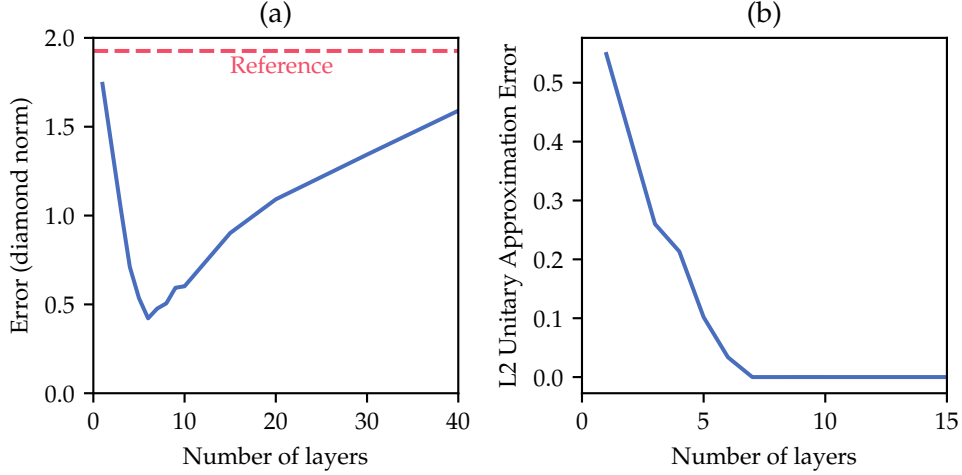 (a)
Error (diamond norm)
2.0
1.5
1.0
0.5
0.0
Reference
0
10
20
30
40
Number of layers
(b)
L2 Unitary Approximation Error
0.5
0.4
0.3
0.2
0.1
0.0
0
5
10
15
Number of layers